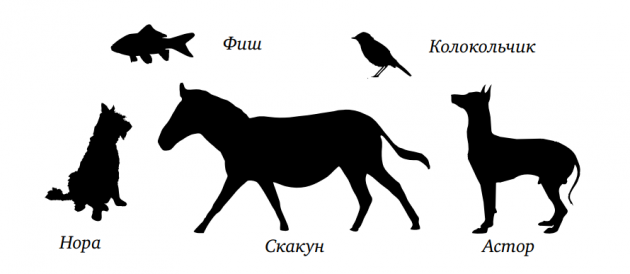 Фиш
Колокольчик
Нора
Скакун
Астор